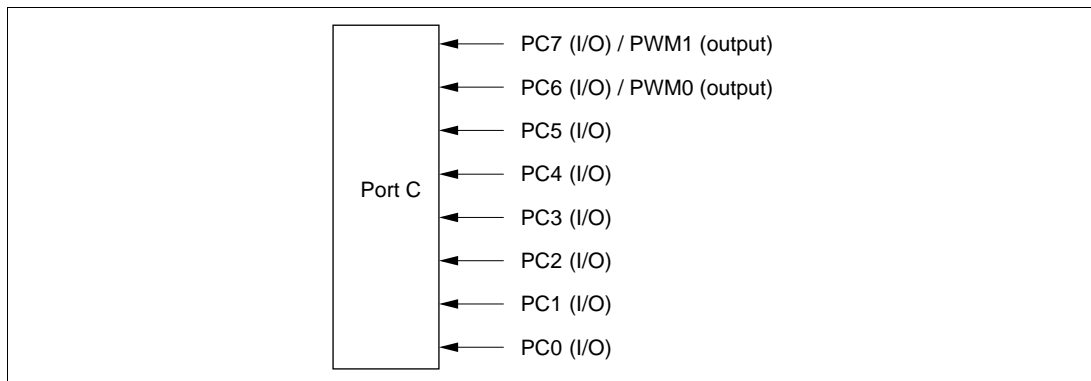 PC7 (I/O) / PWM1 (output)
PC6 (I/O) / PWM0 (output)
PC5 (I/O)
PC4 (I/O)
Port C
PC3 (I/O)
PC2 (I/O)
PC1 (I/O)
PC0 (I/O)